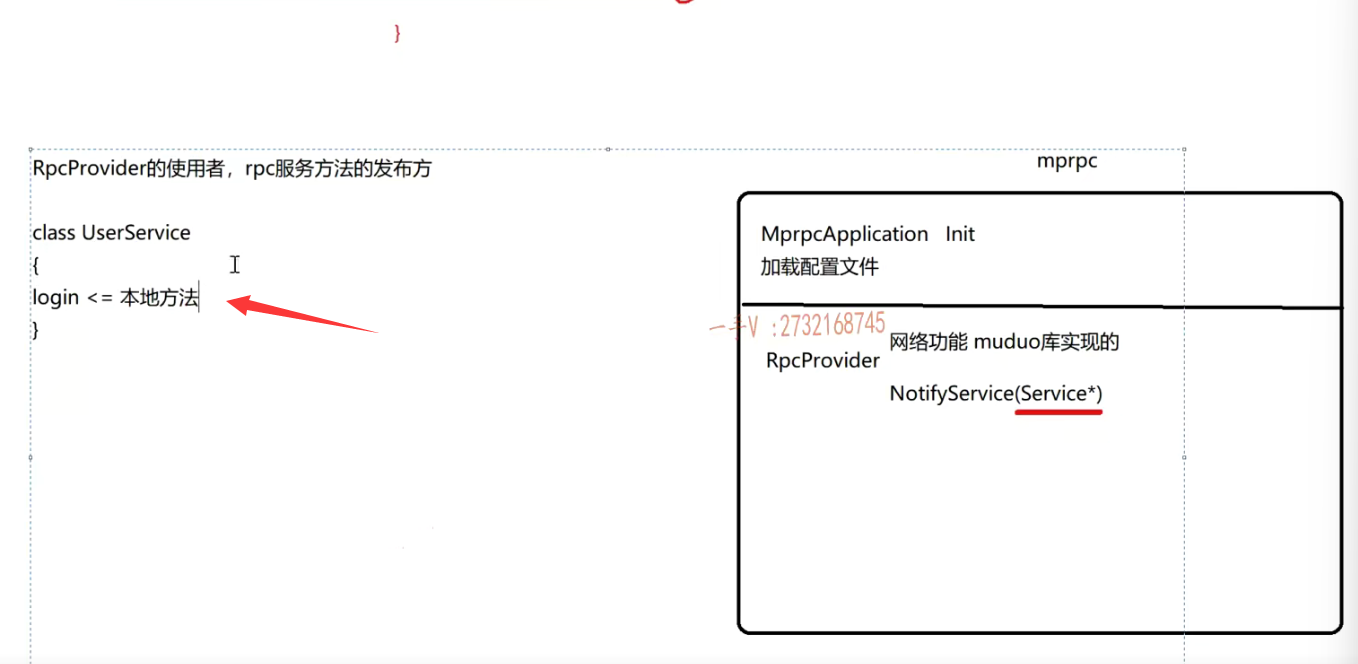 }
RpcProvider的使用者，rpc服务方法的发布方
class UserService
{
login <= 本地方法
}
mprpc
MprpcApplication Init
加载配置文件
一手V :2732168745
RpcProvider
网络功能 muduo库实现的
NotifyService(Service*)